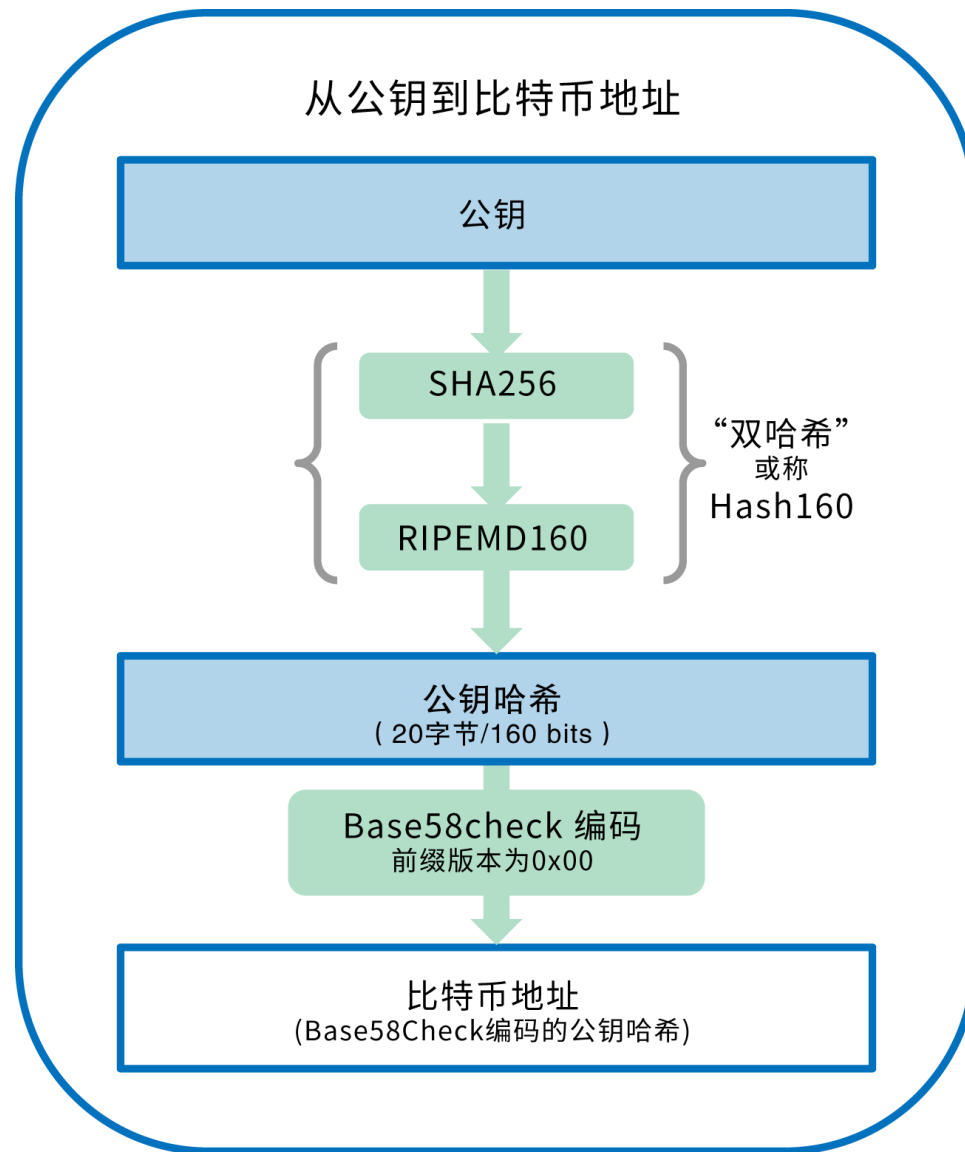 从公钥到比特币地址
公钥
SHA256
RIPEMD160
“双哈希”
或称
Hash160
公钥哈希
( 20字节/160 bits )
Base58check 编码
前缀版本为0x00
比特币地址
(Base58Check编码的公钥哈希)